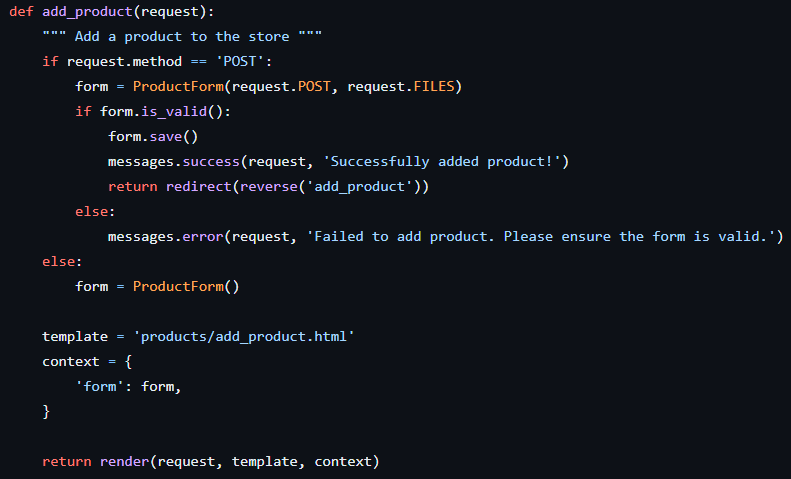 def add_product(request):
    """ Add a product to the store """
    if request.method == 'POST':
        form = ProductForm(request.POST, request.FILES)
        if form.is_valid():
            form.save()
            messages.success(request, 'Successfully added product!')
            return redirect(reverse('add_product'))
        else:
            messages.error(request, 'Failed to add product. Please ensure the form is valid.')
    else:
        form = ProductForm()

    template = 'products/add_product.html'
    context = {
        'form': form,
    }

    return render(request, template, context)